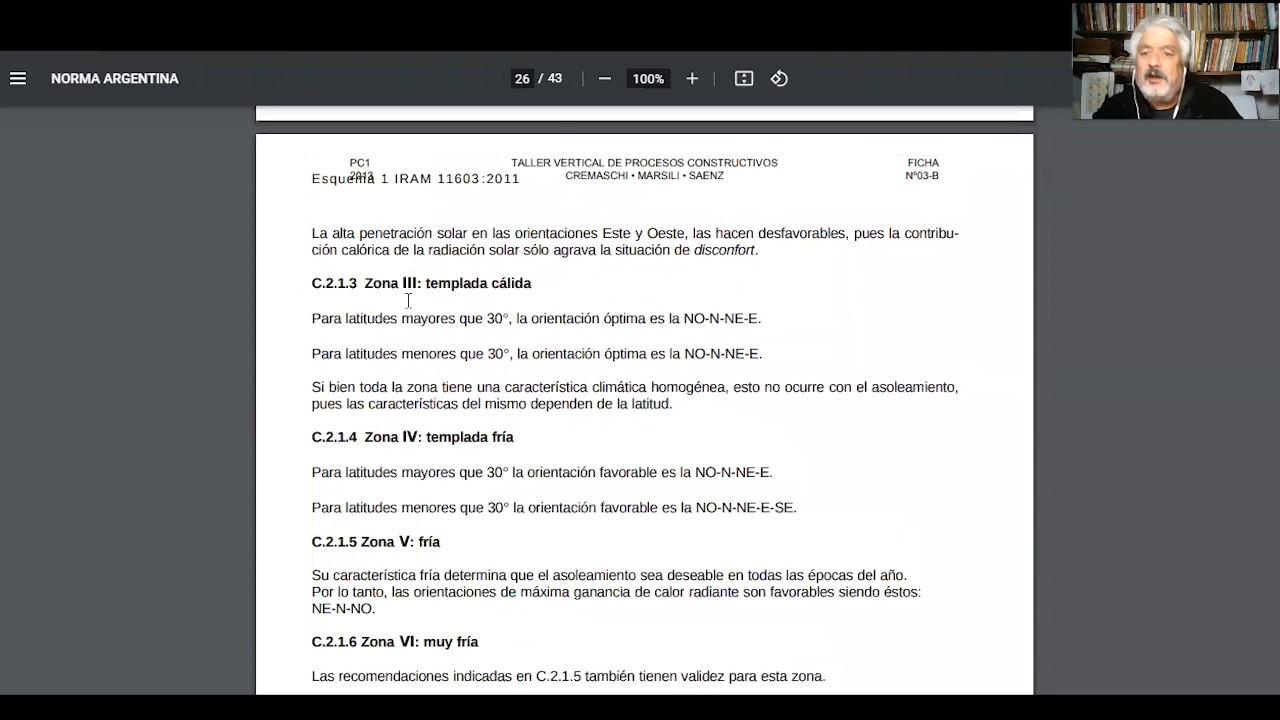 NORMA ARGENTINA
26 / 43
100%
PC1
TALLER VERTICAL DE PROCESOS CONSTRUCTIVOS
FICHA
2013
CREMASCHI • MARSILI • SAENZ
Nº03-B
Esquema 1 IRAM 11603:2011
La alta penetración solar en las orientaciones Este y Oeste, las hacen desfavorables, pues la contribu-
ción calórica de la radiación solar sólo agrava la situación de disconfort.
C.2.1.3 Zona III: templada cálida
Para latitudes mayores que 30°, la orientación óptima es la NO-N-NE-E.
Para latitudes menores que 30°, la orientación óptima es la NO-N-NE-E.
Si bien toda la zona tiene una característica climática homogénea, esto no ocurre con el asoleamiento,
pues las características del mismo dependen de la latitud.
C.2.1.4 Zona IV: templada fría
Para latitudes mayores que 30° la orientación favorable es la NO-N-NE-E.
Para latitudes menores que 30° la orientación favorable es la NO-N-NE-E-SE.
C.2.1.5 Zona V: fría
Su característica fría determina que el asoleamiento sea deseable en todas las épocas del año.
Por lo tanto, las orientaciones de máxima ganancia de calor radiante son favorables siendo éstos:
NE-N-NO.
C.2.1.6 Zona VI: muy fría
Las recomendaciones indicadas en C.2.1.5 también tienen validez para esta zona.